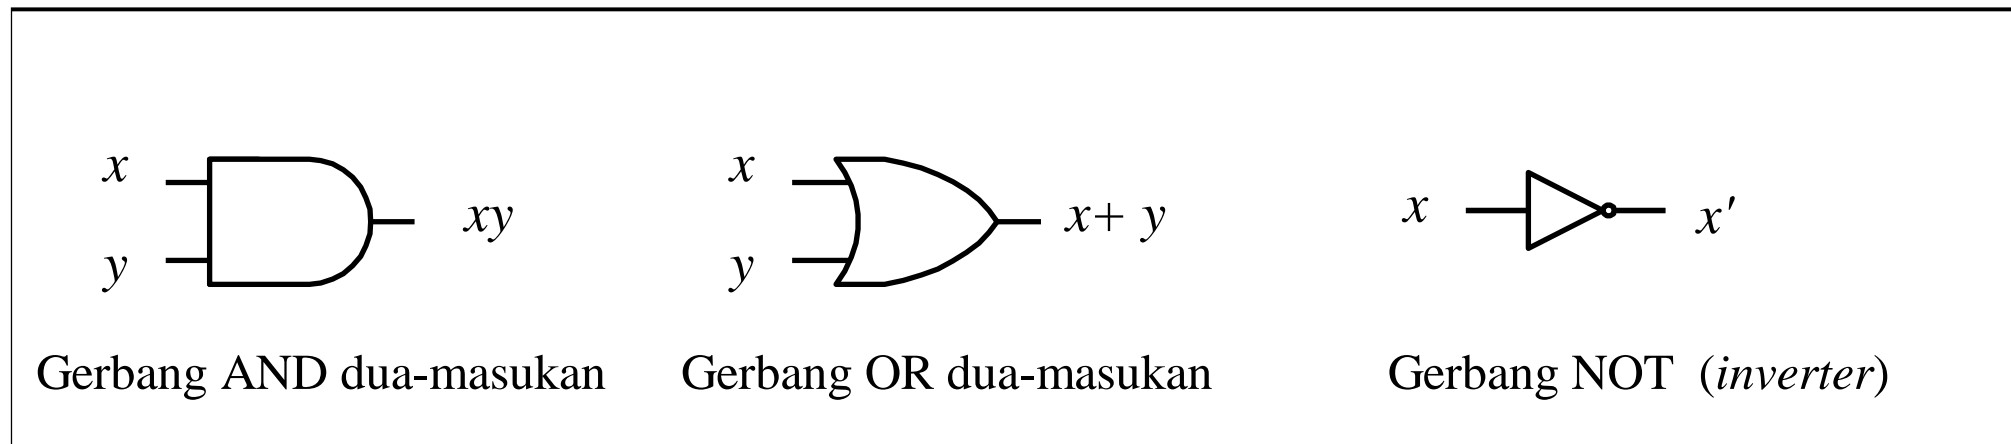 x
y
xy
Gerbang AND dua-masukan
x
y
x+ y
Gerbang OR dua-masukan
x
x'
Gerbang NOT (inverter)